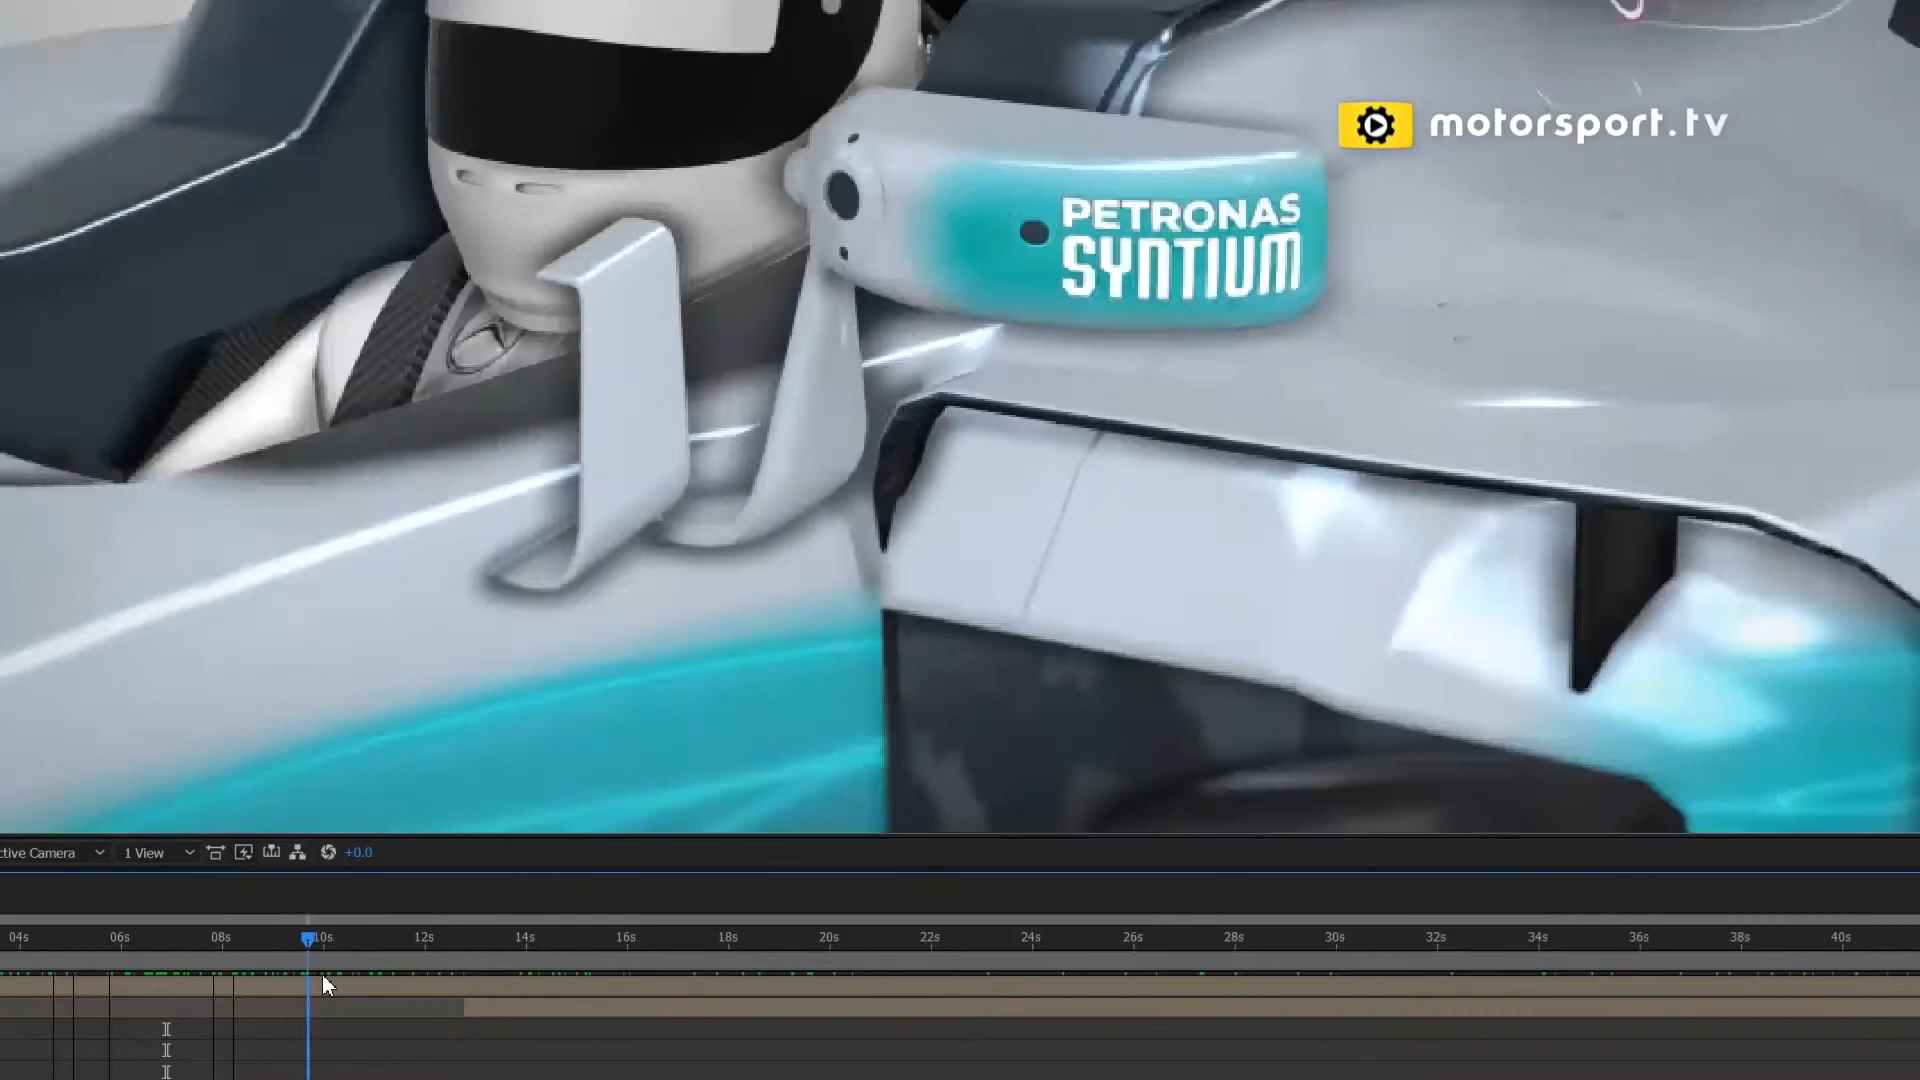 motorsport.tv
PETRONAS
SYNTIUM
ctive Camera
1 View
+0.0
04s
06s
08s
10s
12s
14s
16s
18s
20s
22s
24s
26s
28s
30s
32s
34s
36s
38s
40s